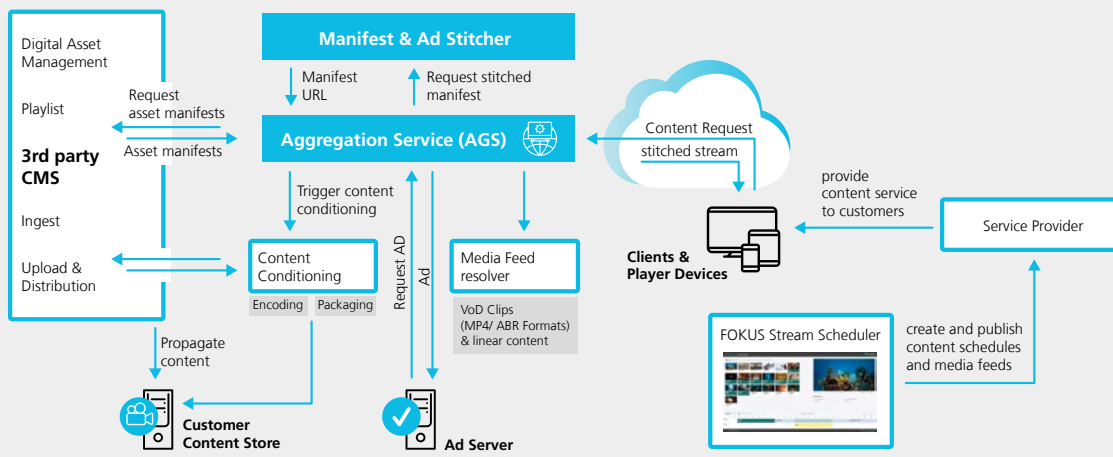 Digital Asset
Management
Playlist
3rd party
CMS
Ingest
Upload &
Distribution
Request
asset manifests
Asset manifests
Propagate
content
Customer
Content Store
Manifest & Ad Stitcher
Manifest
URL
Request stitched
manifest
Aggregation Service (AGS)
Trigger content
conditioning
Content
Conditioning
Encoding
Packaging
Request AD
Ad
Ad Server
Media Feed
resolver
VoD Clips
(MP4/ ABR Formats)
& linear content
Content Request
stitched stream
Clients &
Player Devices
provide
content service
to customers
Service Provider
FOKUS Stream Scheduler
create and publish
content schedules
and media feeds